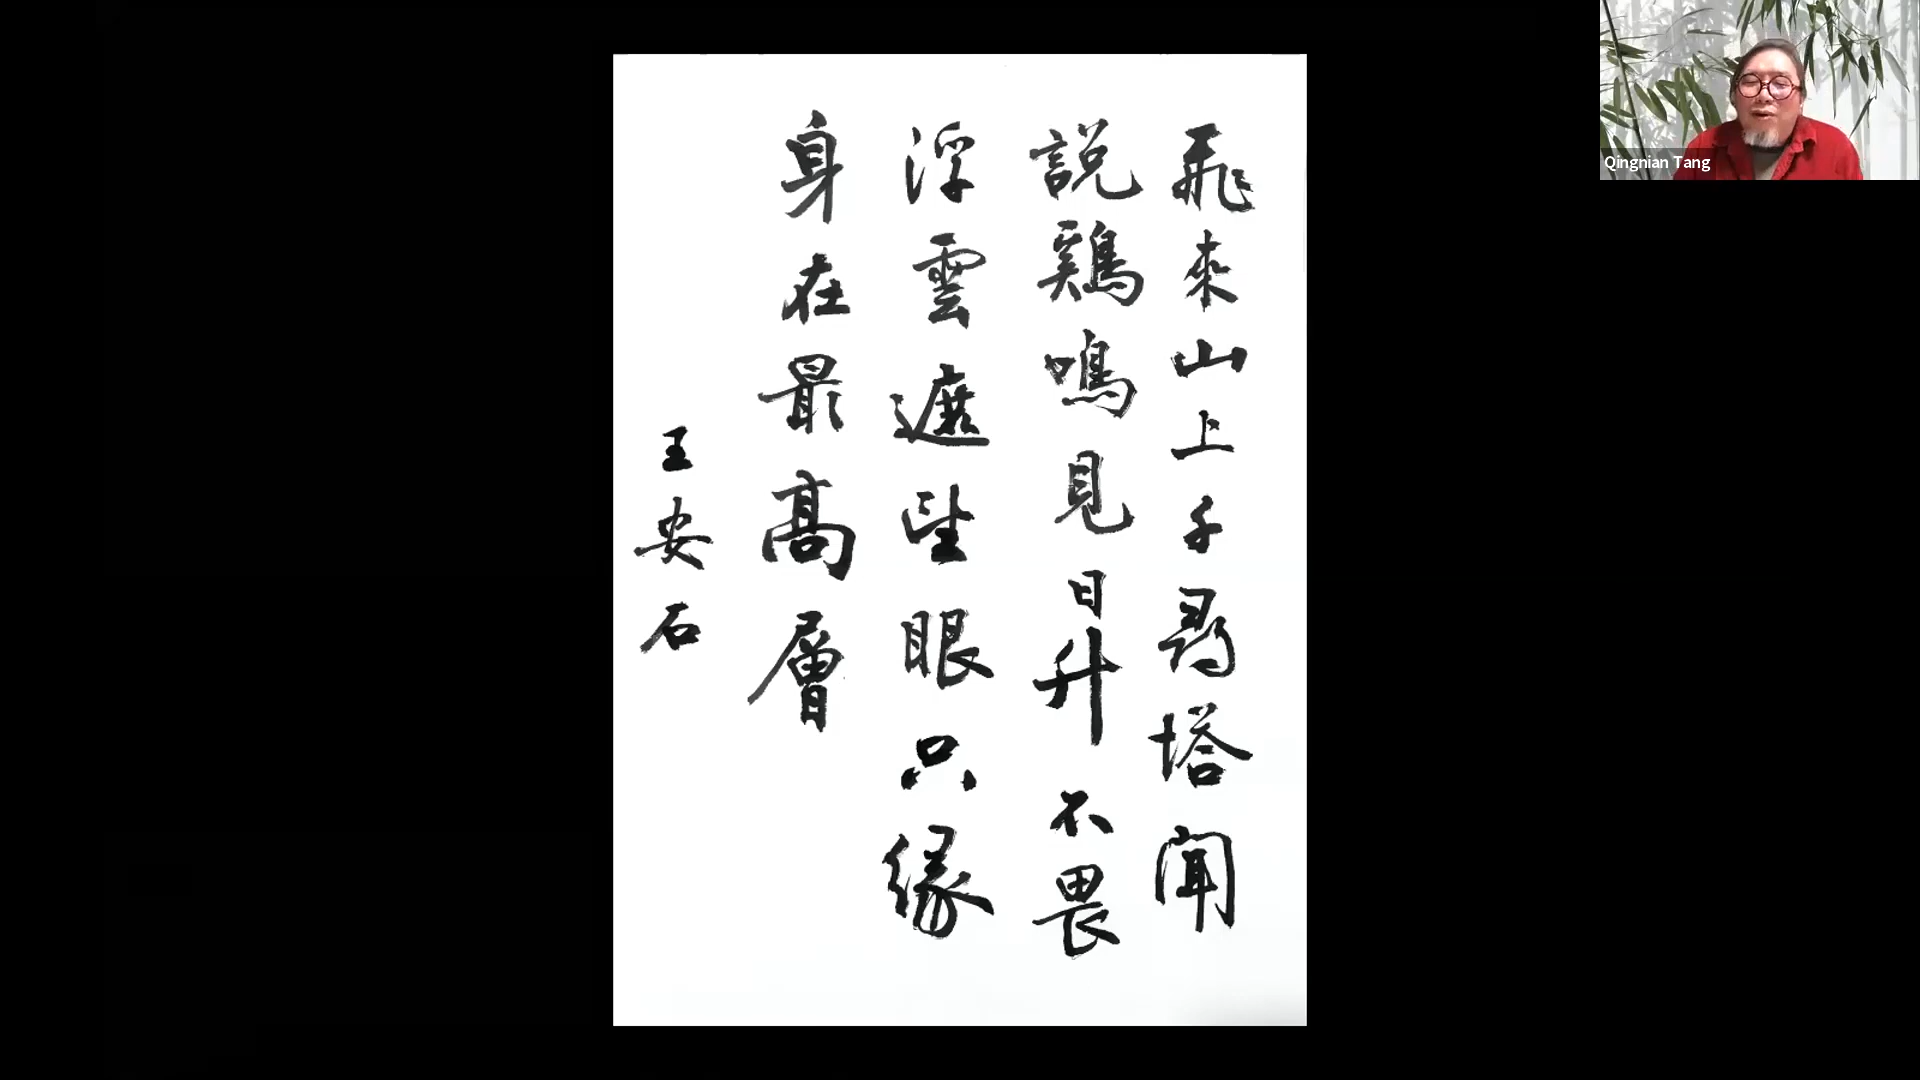 飛來山上千尋塔聞
說鷄鳴見日升不畏
浮雲遮望眼只緣
身在最高層
王安石
Qingnian Tang